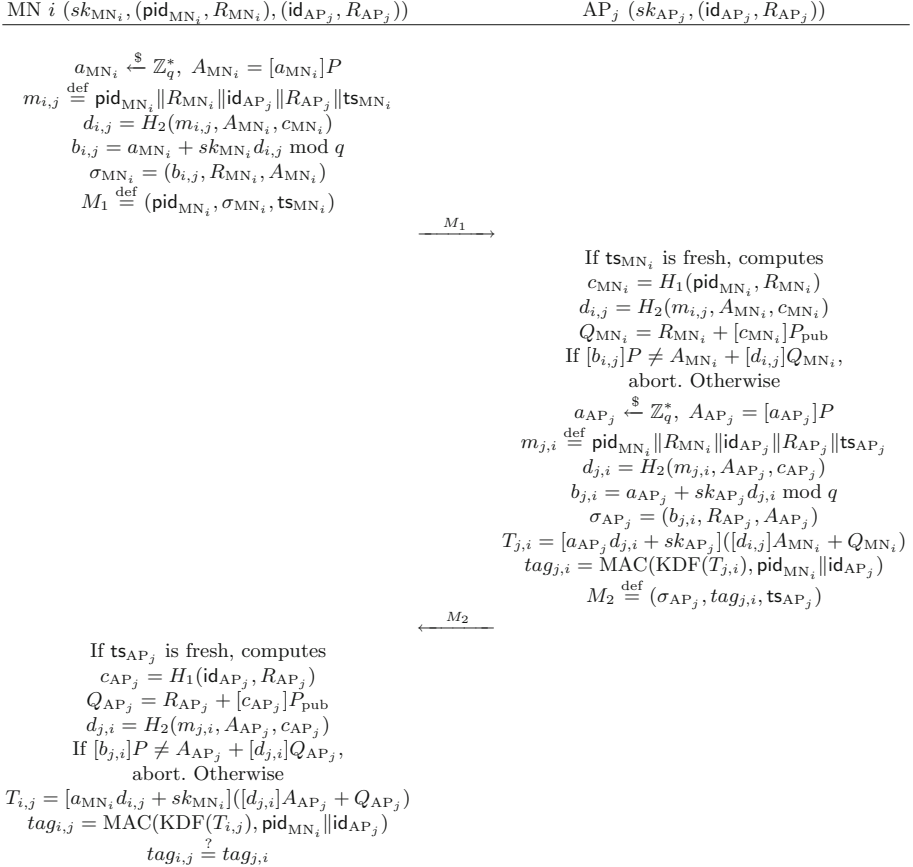 MN i (sk_{MN_i}, (pid_{MN_i}, R_{MN_i}), (id_{AP_j}, R_{AP_j})) AP_j (sk_{AP_j}, (id_{AP_j}, R_{AP_j}))
a_{MN_i} ←$ ℤ_q^*, A_{MN_i} = [a_{MN_i}]P
m_{i,j} def= pid_{MN_i}‖R_{MN_i}‖id_{AP_j}‖R_{AP_j}‖ts_{MN_i}
d_{i,j} = H_2(m_{i,j}, A_{MN_i}, c_{MN_i})
b_{i,j} = a_{MN_i} + sk_{MN_i}d_{i,j} mod q
σ_{MN_i} = (b_{i,j}, R_{MN_i}, A_{MN_i})
M_1 def= (pid_{MN_i}, σ_{MN_i}, ts_{MN_i})
M_1 →
If ts_{MN_i} is fresh, computes
c_{MN_i} = H_1(pid_{MN_i}, R_{MN_i})
d_{i,j} = H_2(m_{i,j}, A_{MN_i}, c_{MN_i})
Q_{MN_i} = R_{MN_i} + [c_{MN_i}]P_{pub}
If [b_{i,j}]P ≠ A_{MN_i} + [d_{i,j}]Q_{MN_i},
abort. Otherwise
a_{AP_j} ←$ ℤ_q^*, A_{AP_j} = [a_{AP_j}]P
m_{j,i} def= pid_{MN_i}‖R_{MN_i}‖id_{AP_j}‖R_{AP_j}‖ts_{AP_j}
d_{j,i} = H_2(m_{j,i}, A_{AP_j}, c_{AP_j})
b_{j,i} = a_{AP_j} + sk_{AP_j}d_{j,i} mod q
σ_{AP_j} = (b_{j,i}, R_{AP_j}, A_{AP_j})
T_{j,i} = [a_{AP_j}d_{j,i} + sk_{AP_j}]([d_{i,j}]A_{MN_i} + Q_{MN_i})
tag_{j,i} = MAC(KDF(T_{j,i}), pid_{MN_i}‖id_{AP_j})
M_2 def= (σ_{AP_j}, tag_{j,i}, ts_{AP_j})
M_2 ←
If ts_{AP_j} is fresh, computes
c_{AP_j} = H_1(id_{AP_j}, R_{AP_j})
Q_{AP_j} = R_{AP_j} + [c_{AP_j}]P_{pub}
d_{j,i} = H_2(m_{j,i}, A_{AP_j}, c_{AP_j})
If [b_{j,i}]P ≠ A_{AP_j} + [d_{j,i}]Q_{AP_j},
abort. Otherwise
T_{i,j} = [a_{MN_i}d_{i,j} + sk_{MN_i}]([d_{j,i}]A_{AP_j} + Q_{AP_j})
tag_{i,j} = MAC(KDF(T_{i,j}), pid_{MN_i}‖id_{AP_j})
tag_{i,j} ?= tag_{j,i}